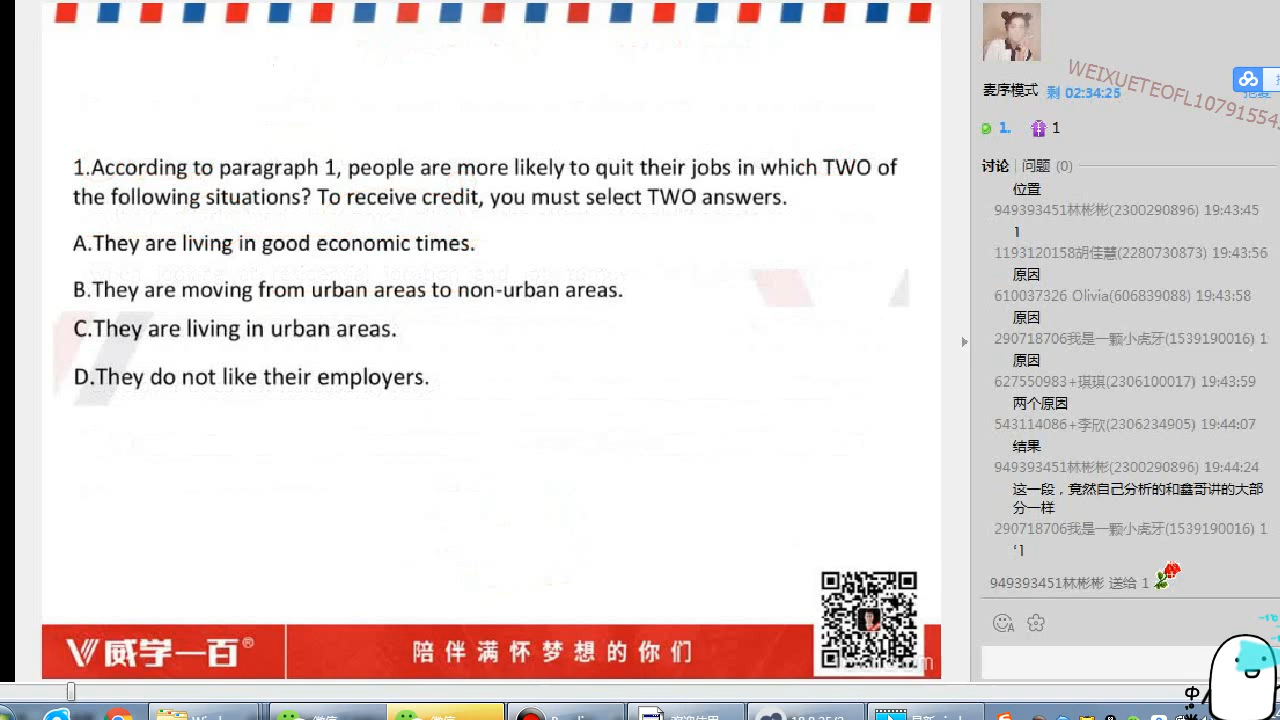 1.According to paragraph 1, people are more likely to quit their jobs in which TWO of
the following situations? To receive credit, you must select TWO answers.
A.They are living in good economic times.
B.They are moving from urban areas to non-urban areas.
C.They are living in urban areas.
D.They do not like their employers.
威学一百®
陪伴满怀梦想的你们
WEIXUETEOFL107915545
麦序模式 剩 02:34:25
1. 1
讨论 | 问题 (0)
位置
949393451林彬彬(2300290896) 19:43:45
1
1193120158胡佳慧(2280730873) 19:43:56
原因
610037326 Olivia(606839088) 19:43:58
原因
290718706我是一颗小虎牙(1539190016) 1
原因
627550983+琪琪(2306100017) 19:43:59
两个原因
543114086+李欣(2306234905) 19:44:07
结果
949393451林彬彬(2300290896) 19:44:24
这一段，竟然自己分析的和鑫哥讲的大部
分一样
290718706我是一颗小虎牙(1539190016) 1
‘1
949393451林彬彬 送给 1
中
微信
微信